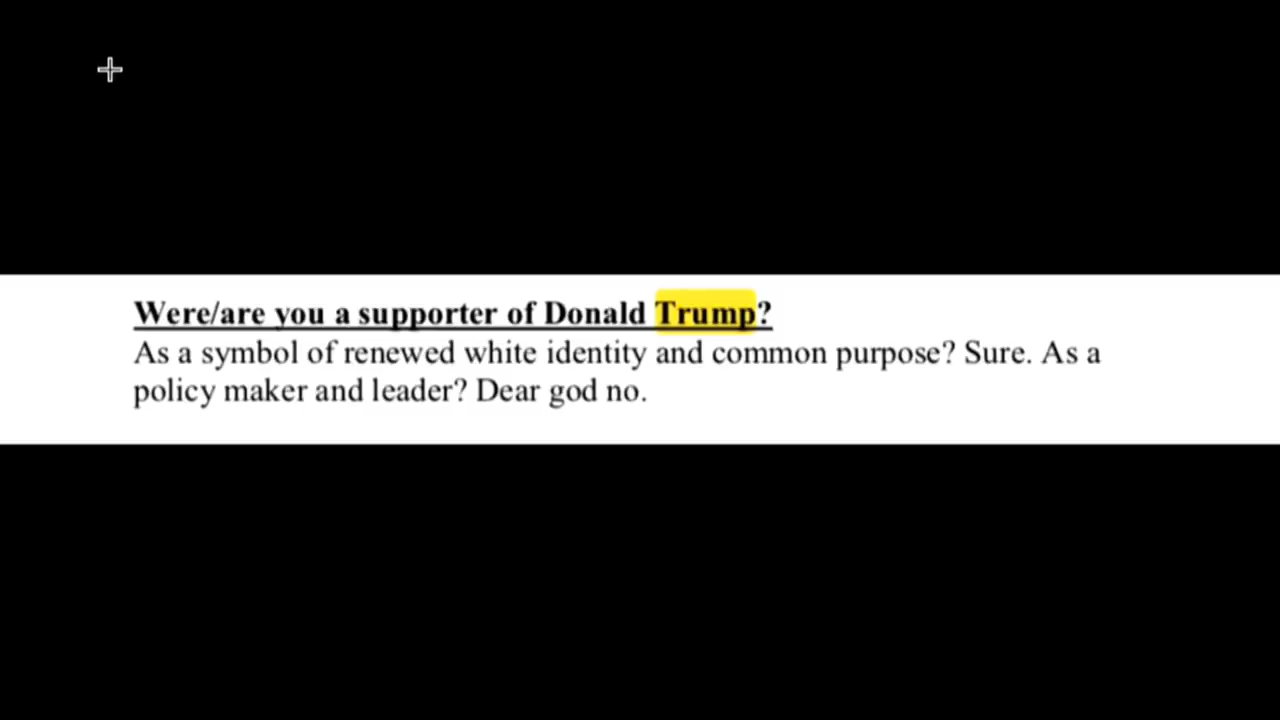 Were/are you a supporter of Donald Trump?
As a symbol of renewed white identity and common purpose? Sure. As a
policy maker and leader? Dear god no.